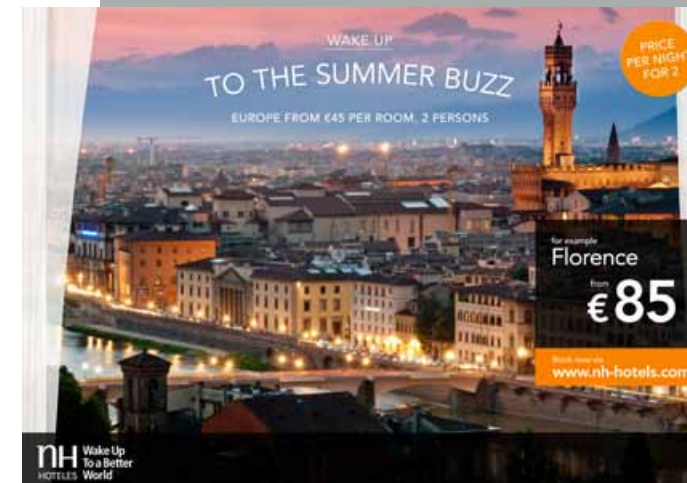 WAKE UP
TO THE SUMMER BUZZ
EUROPE FROM €45 PER ROOM, 2 PERSONS
PRICE
PER NIGHT
FOR 2
for example
Florence
from
€85
Book now via
www.nh-hotels.com
nH Wake Up
To a Better
HOTELES World